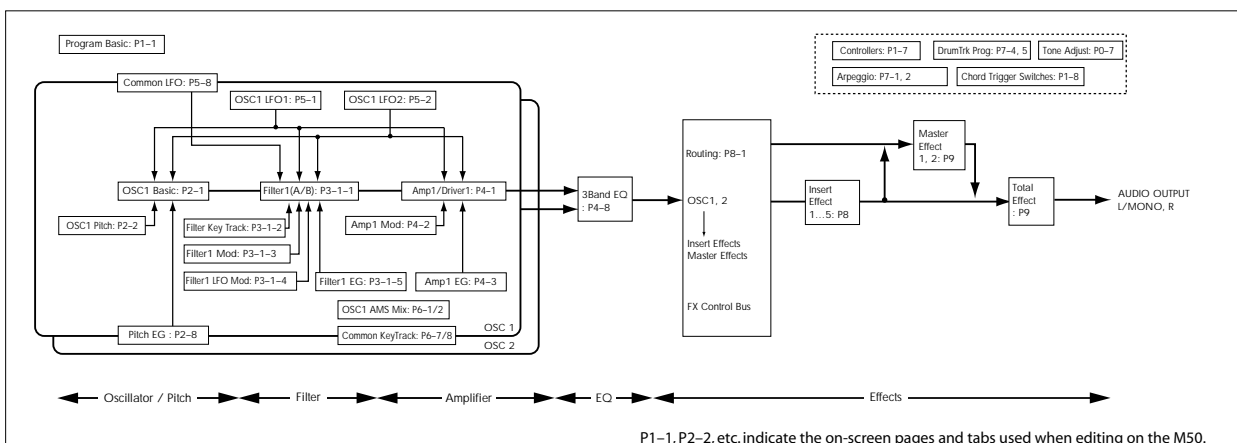 Program Basic: P1–1
Controllers: P1–7
DrumTrk Prog: P7–4, 5
Tone Adjust: P0–7
Arpeggio: P7–1, 2
Chord Trigger Switches: P1–8
Common LFO: P5–8
OSC1 LFO1: P5–1
OSC1 LFO2: P5–2
OSC1 Basic: P2–1
Filter1(A/B): P3–1–1
Amp1/Driver1: P4–1
OSC1 Pitch: P2–2
Filter Key Track: P3–1–2
Amp1 Mod: P4–2
Filter1 Mod: P3–1–3
Filter1 LFO Mod: P3–1–4
Filter1 EG: P3–1–5
Amp1 EG: P4–3
OSC1 AMS Mix: P6–1/2
Pitch EG : P2–8
Common KeyTrack: P6–7/8
OSC 1
OSC 2
3Band EQ
: P4–8
Routing: P8–1
OSC1, 2
Insert Effects
Master Effects
FX Control Bus
Insert
Effect
1...5: P8
Master
Effect
1, 2: P9
Total
Effect
: P9
AUDIO OUTPUT
L/MONO, R
Oscillator / Pitch
Filter
Amplifier
EQ
Effects
P1–1, P2–2, etc. indicate the on-screen pages and tabs used when editing on the M50.